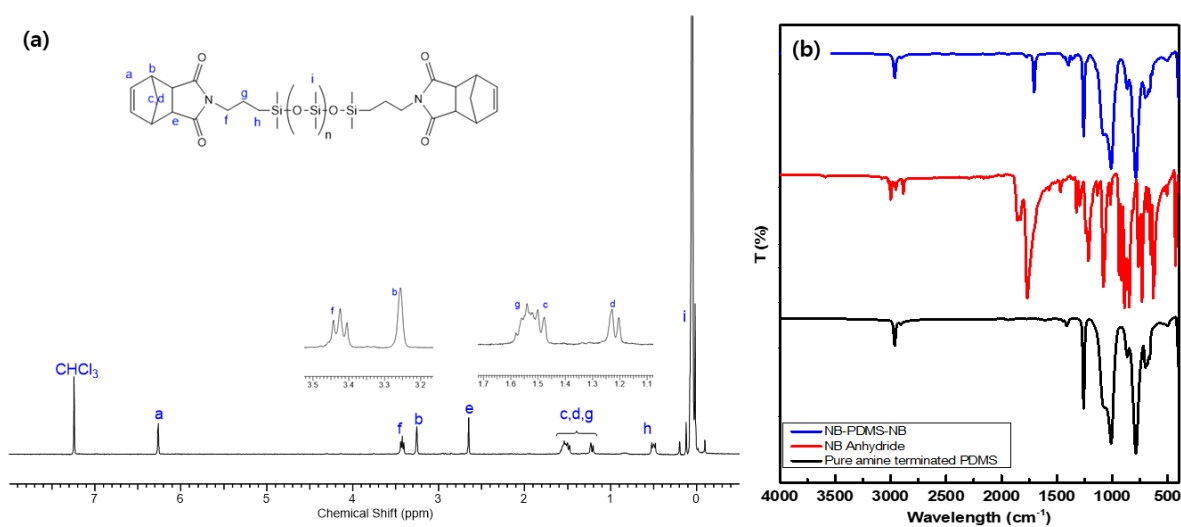 (a)
a
b
c,d
e
O
N
O
f
g
h
Si
O
i
Si
O
Si
n
N
O
O
f
b
3.5 3.4 3.3 3.2
g
c
d
1.7 1.6 1.5 1.4 1.3 1.2 1.1
i
CHCl3
a
f
b
e
c,d,g
h
7 6 5 4 3 2 1 0
Chemical Shift (ppm)
(b)
T (%)
NB-PDMS-NB
NB Anhydride
Pure amine terminated PDMS
4000 3000 2000 1500 1000 500
Wavelength (cm-1)